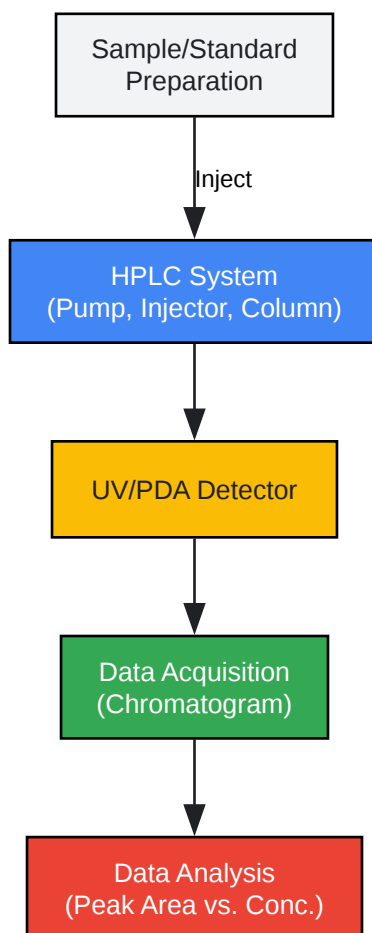 Sample/Standard
Preparation
Inject
HPLC System
(Pump, Injector, Column)
UV/PDA Detector
Data Acquisition
(Chromatogram)
Data Analysis
(Peak Area vs. Conc.)